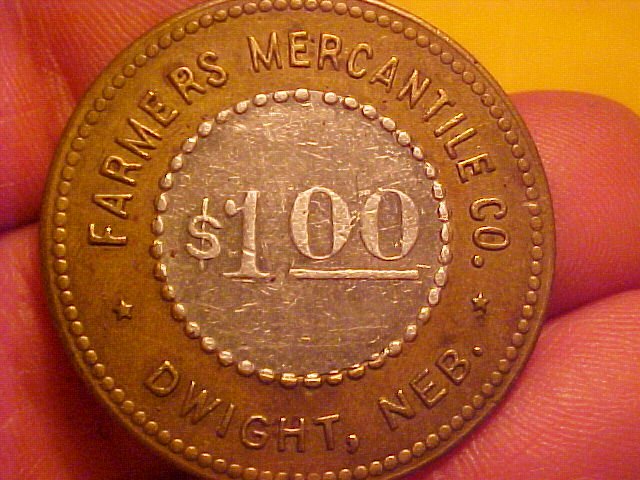 FARMERS MERCANTILE CO.
$100
DWIGHT, NEB.